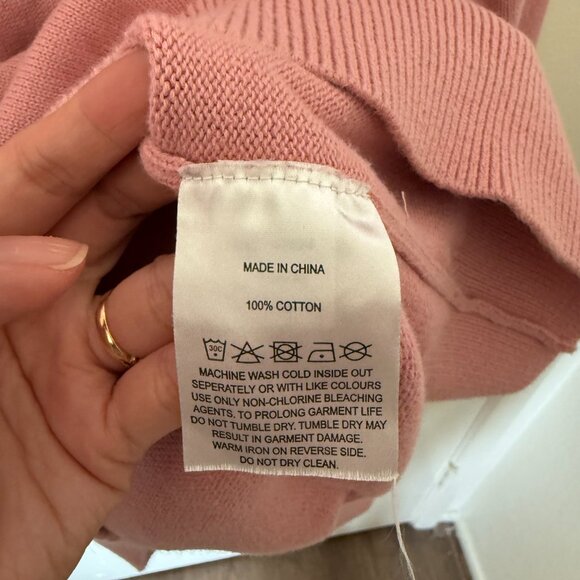 MADE IN CHINA
100% COTTON
30C
MACHINE WASH COLD INSIDE OUT
SEPERATELY OR WITH LIKE COLOURS
USE ONLY NON-CHLORINE BLEACHING
AGENTS, TO PROLONG GARMENT LIFE
DO NOT TUMBLE DRY. TUMBLE DRY MAY
RESULT IN GARMENT DAMAGE.
WARM IRON ON REVERSE SIDE.
DO NOT DRY CLEAN.